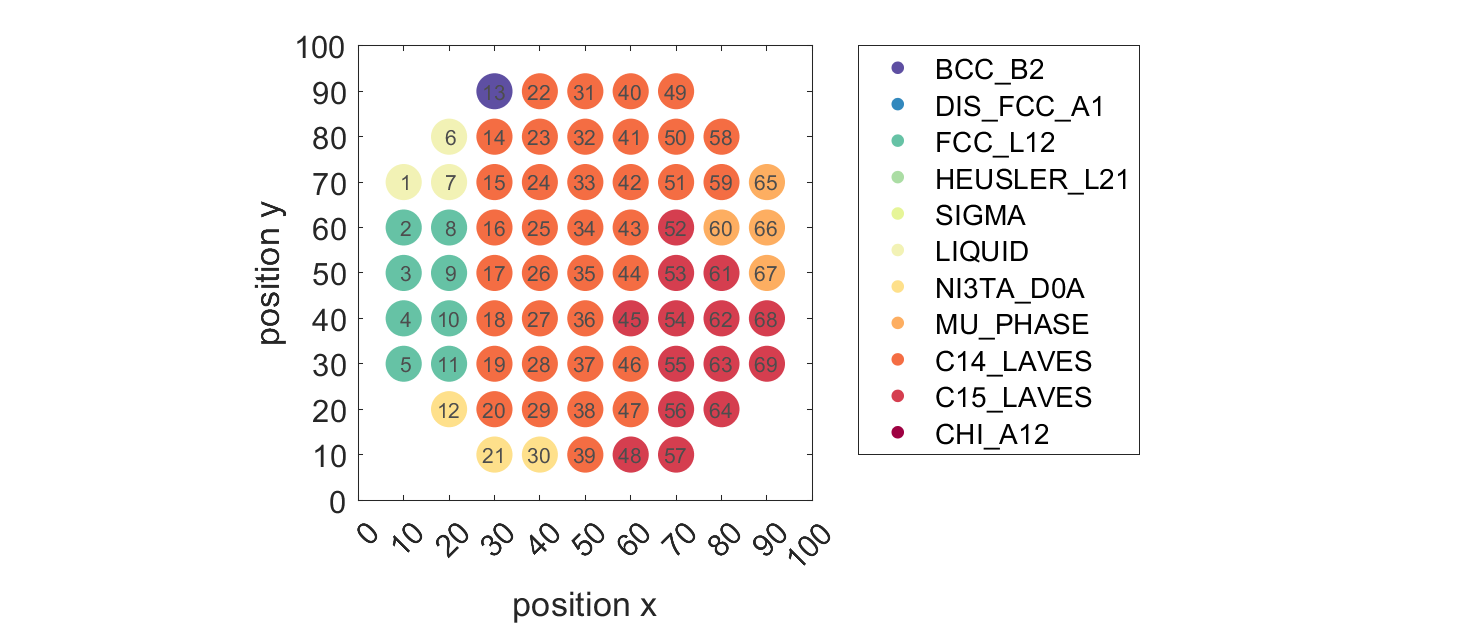 100
90 13 22 31 40 49
80 6 14 23 32 41 50 58
70 1 7 15 24 33 42 51 59 65
60 2 8 16 25 34 43 52 60 66
50 3 9 17 26 35 44 53 61 67
40 4 10 18 27 36 45 54 62 68
30 5 11 19 28 37 46 55 63 69
20 12 20 29 38 47 56 64
10 21 30 39 48 57
0
position y
0 10 20 30 40 50 60 70 80 90 100
position x
BCC_B2
DIS_FCC_A1
FCC_L12
HEUSLER_L21
SIGMA
LIQUID
NI3TA_D0A
MU_PHASE
C14_LAVES
C15_LAVES
CHI_A12